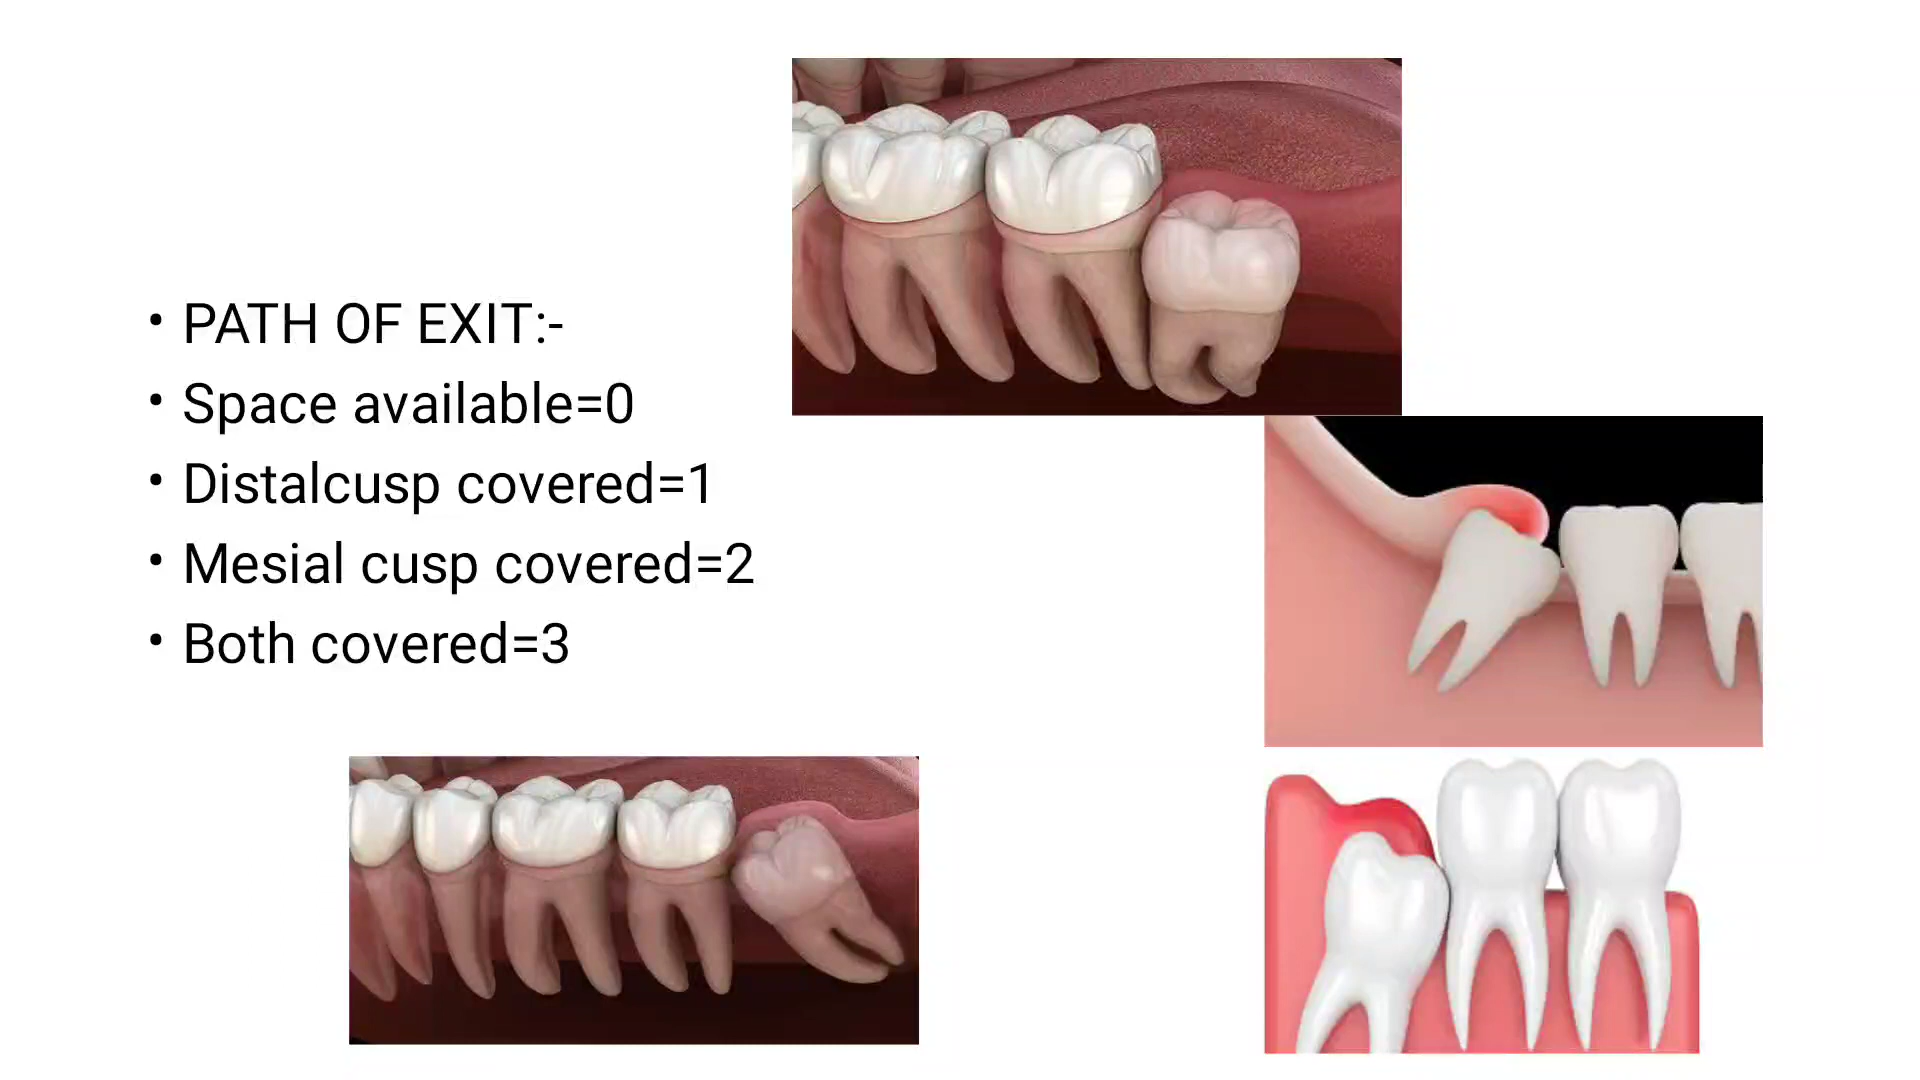 • PATH OF EXIT:-
• Space available=0
• Distalcusp covered=1
• Mesial cusp covered=2
• Both covered=3